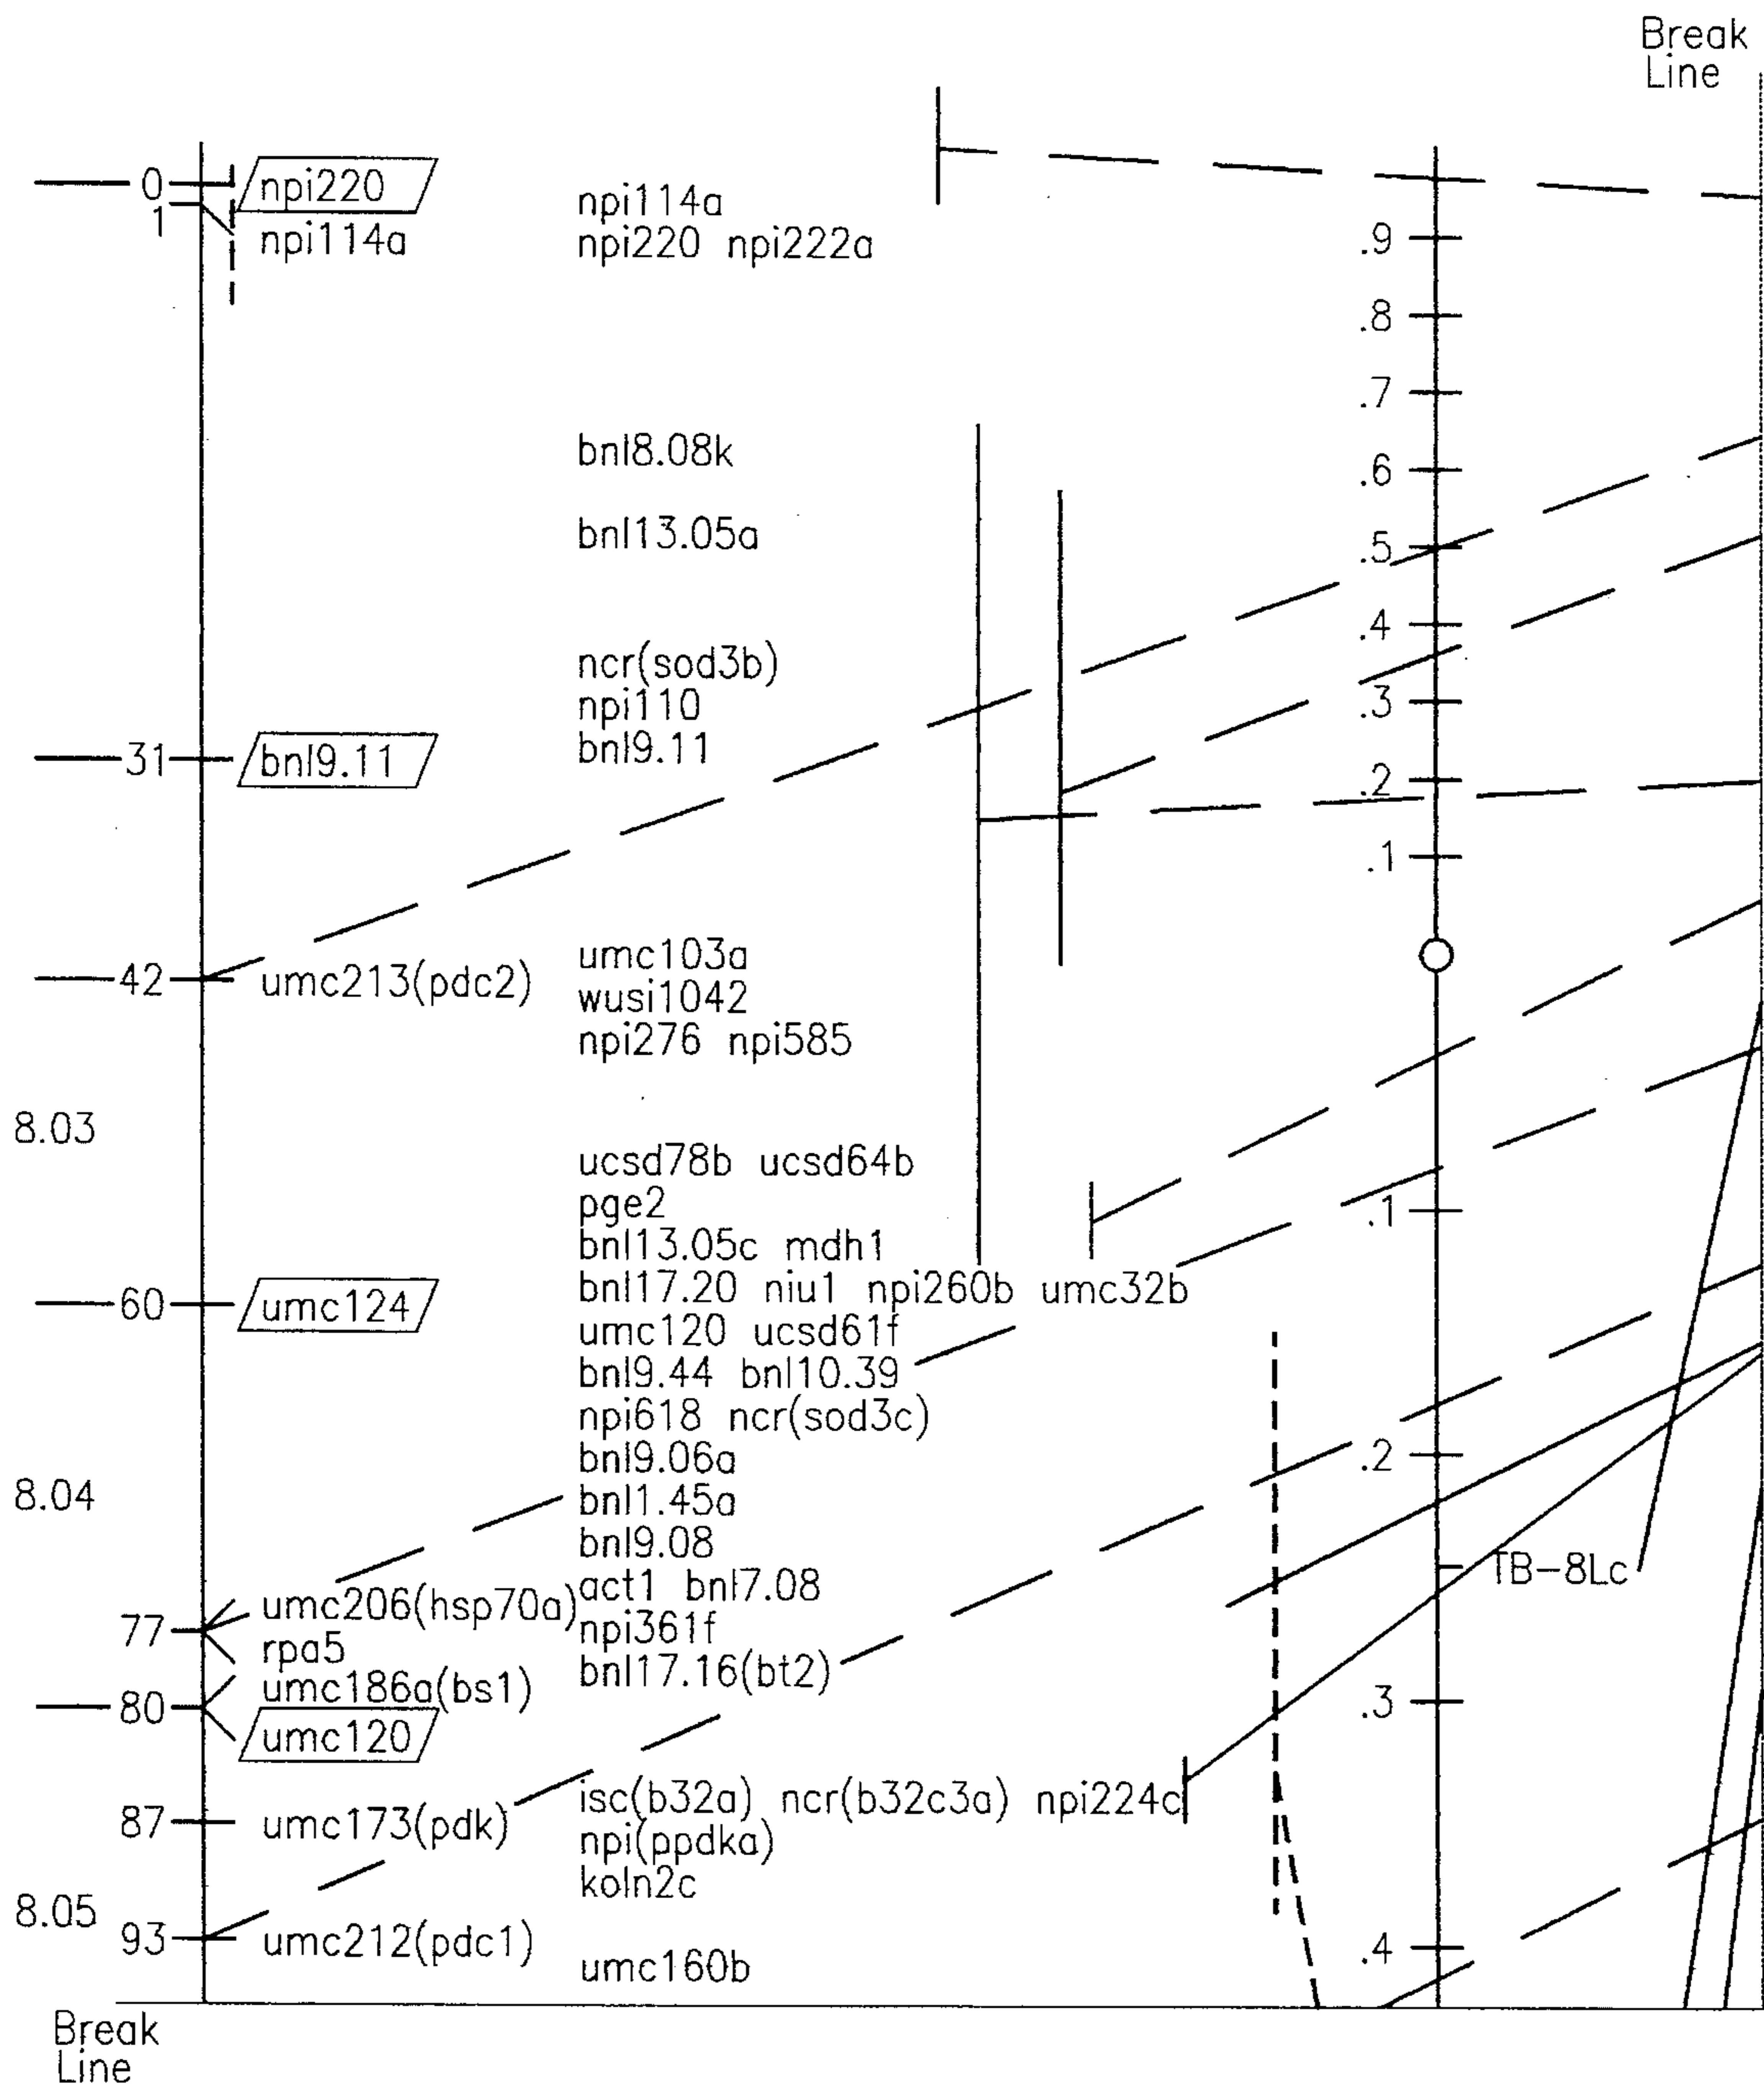 Break
Line
0
npi220
1
npi114a
31
bnl9.11
42
umc213(pdc2)
8.03
60
umc124
8.04
77
umc206(hsp70a)
rpa5
umc186a(bs1)
80
umc120
87
umc173(pdk)
8.05
93
umc212(pdc1)
Break
Line
npi114a
npi220 npi222a
bnl8.08k
bnl13.05a
ncr(sod3b)
npi110
bnl9.11
umc103a
wusi1042
npi276 npi585
ucsd78b ucsd64b
pge2
bnl13.05c mdh1
bnl17.20 niu1 npi260b umc32b
umc120 ucsd61f
bnl9.44 bnl10.39
npi618 ncr(sod3c)
bnl9.06a
bnl1.45a
bnl9.08
act1 bnl7.08
npi361f
bnl17.16(bt2)
isc(b32a) ncr(b32c3a) npi224c
npi(ppdka)
koln2c
umc160b
.9
.8
.7
.6
.5
.4
.3
.2
.1
.1
.2
TB-8Lc
.3
.4